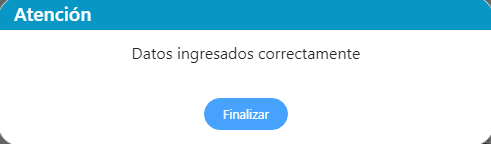 Atención
Datos ingresados correctamente
Finalizar